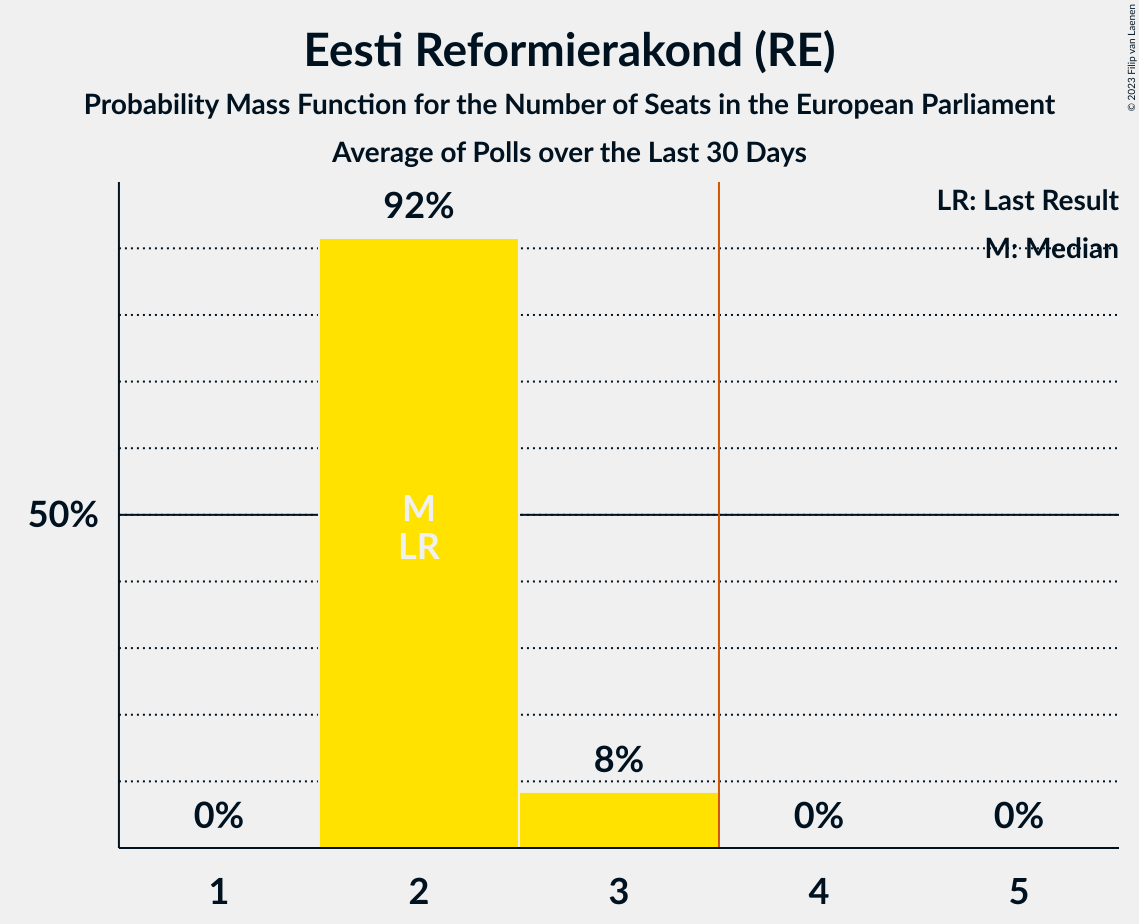 Eesti Reformierakond (RE)
Probability Mass Function for the Number of Seats in the European Parliament
Average of Polls over the Last 30 Days
© 2023 Filip van Laenen
LR: Last Result
M: Median
92%
50%
M
LR
8%
0%
0%
0%
1
2
3
4
5